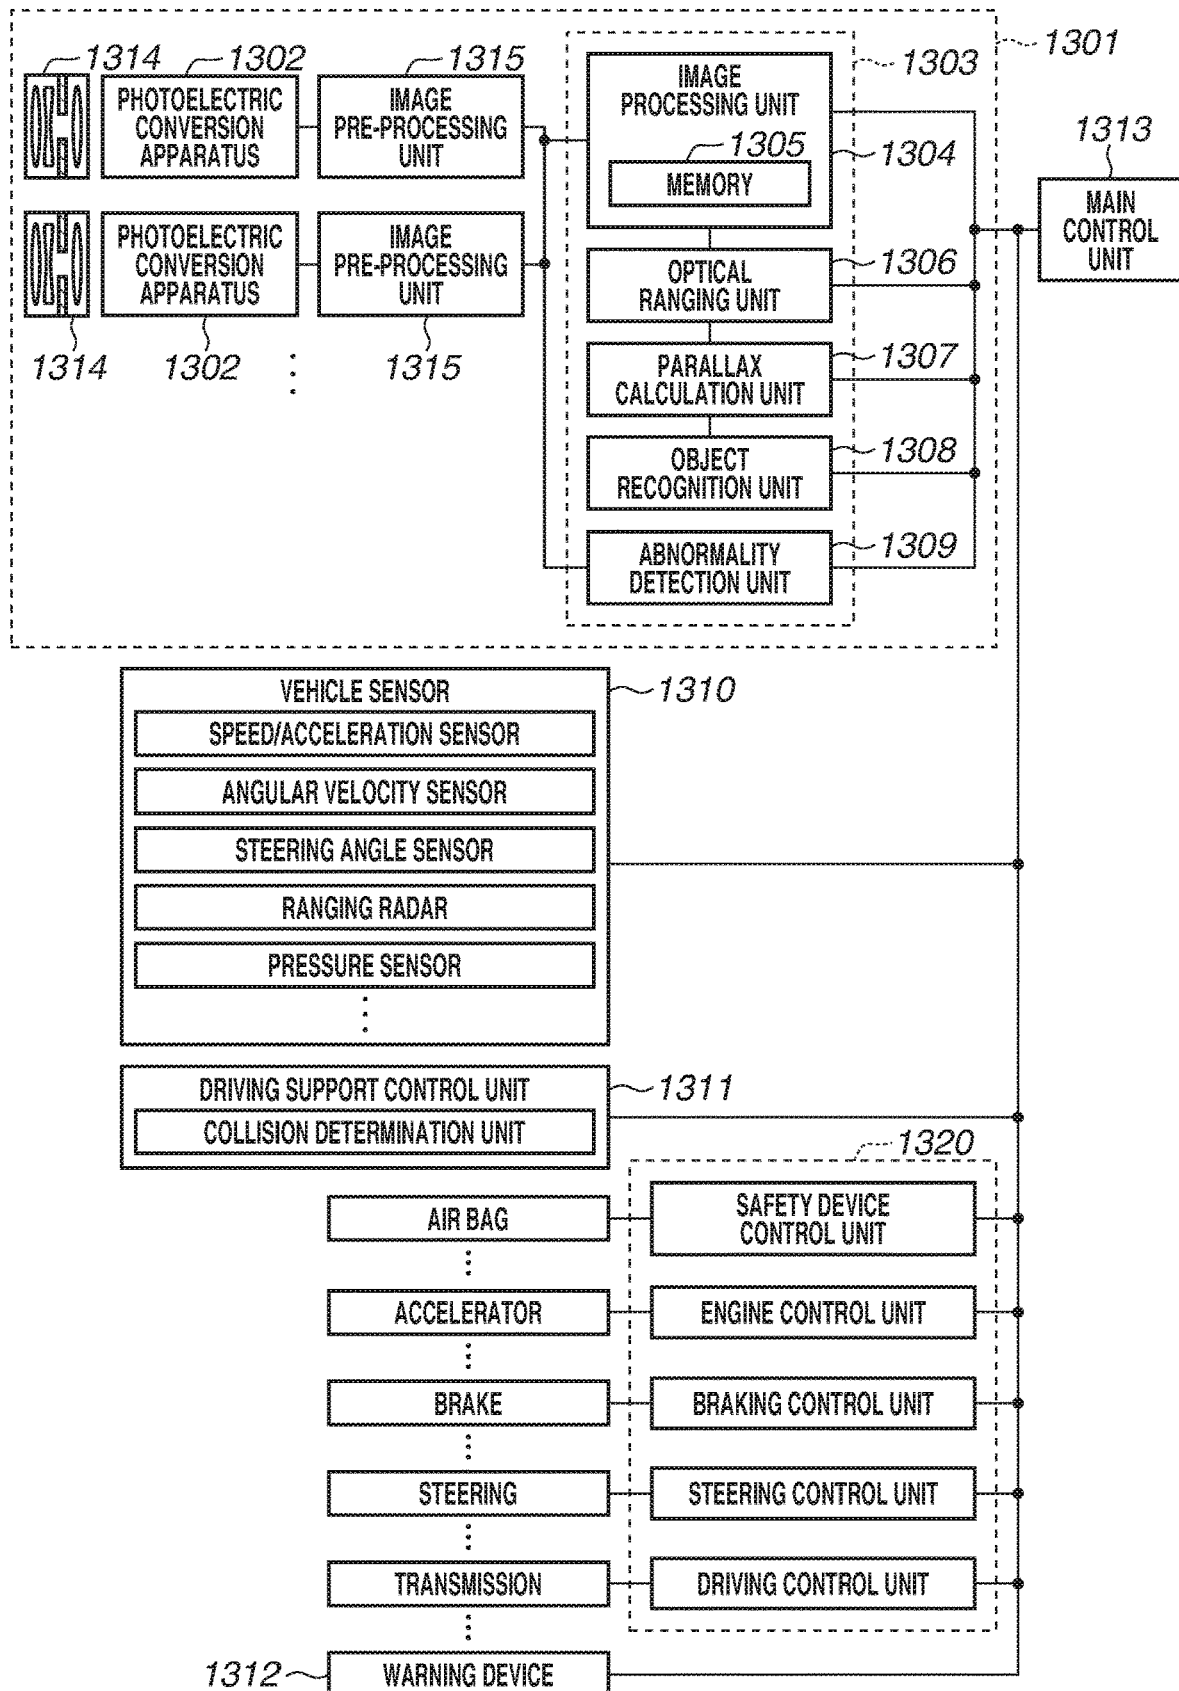 1301
1314
1302
1315
1303
PHOTOELECTRIC
CONVERSION
APPARATUS
IMAGE
PRE-PROCESSING
UNIT
IMAGE
PROCESSING UNIT
1304
1305
MEMORY
1313
MAIN
CONTROL
UNIT
PHOTOELECTRIC
CONVERSION
APPARATUS
IMAGE
PRE-PROCESSING
UNIT
1314
1302
1315
OPTICAL
RANGING UNIT
1306
PARALLAX
CALCULATION UNIT
1307
OBJECT
RECOGNITION UNIT
1308
ABNORMALITY
DETECTION UNIT
1309
VEHICLE SENSOR
1310
SPEED/ACCELERATION SENSOR
ANGULAR VELOCITY SENSOR
STEERING ANGLE SENSOR
RANGING RADAR
PRESSURE SENSOR
DRIVING SUPPORT CONTROL UNIT
1311
COLLISION DETERMINATION UNIT
1320
AIR BAG
SAFETY DEVICE
CONTROL UNIT
ACCELERATOR
ENGINE CONTROL UNIT
BRAKE
BRAKING CONTROL UNIT
STEERING
STEERING CONTROL UNIT
TRANSMISSION
DRIVING CONTROL UNIT
1312
WARNING DEVICE